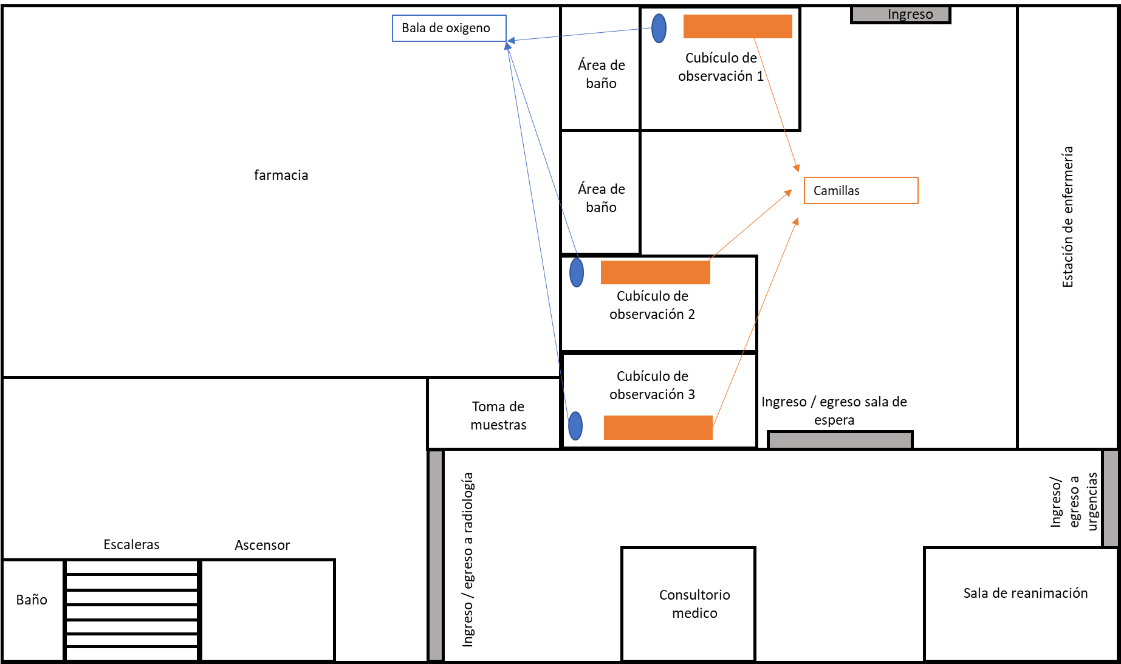 Ingreso
Bala de oxigeno
Área de
baño
Cubículo de
observación 1
farmacia
Área de
baño
Camillas
Estación de enfermería
Cubículo de
observación 2
Cubículo de
observación 3
Toma de
muestras
Ingreso / egreso sala de
espera
Ingreso / egreso a radiología
Ingreso/
egreso a
urgencias
Escaleras
Ascensor
Baño
Consultorio
medico
Sala de reanimación